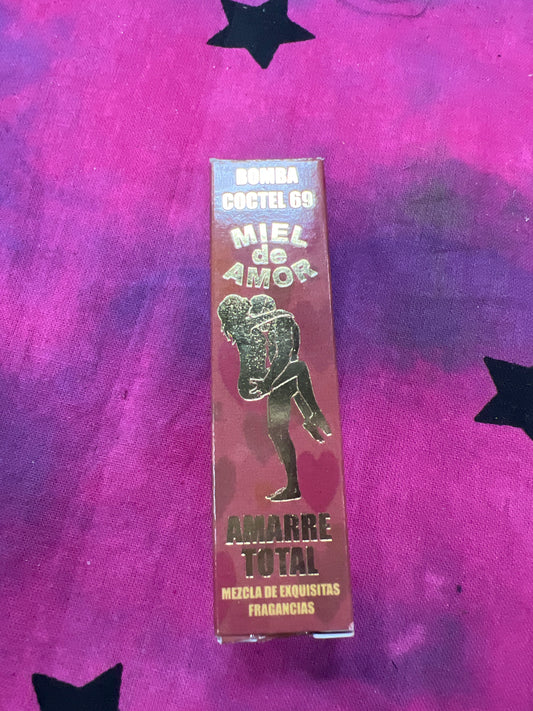 BOMBA
COCTEL 69
MIEL
de
AMOR
AMARRE
TOTAL
MEZCLA DE EXQUISITAS
FRAGANCIAS